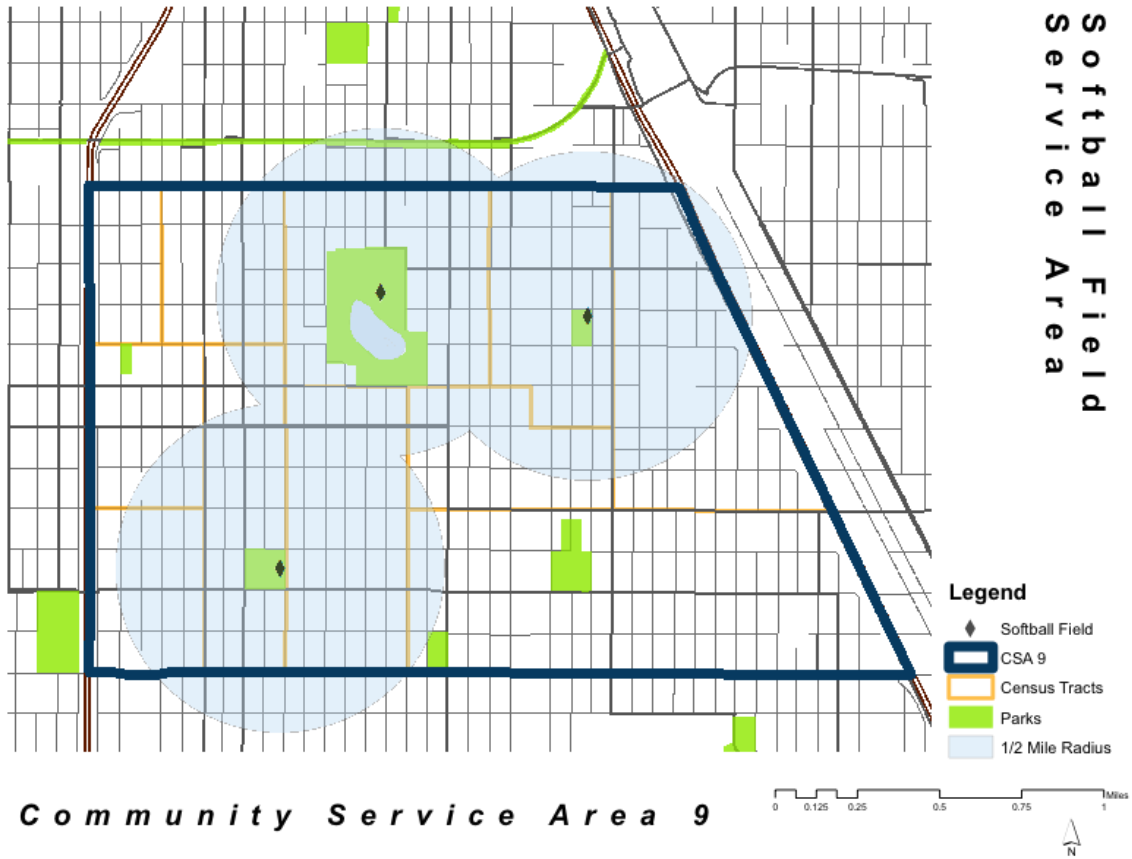 Softball Field
Service Area
Legend
Softball Field
CSA 9
Census Tracts
Parks
1/2 Mile Radius
Community Service Area 9
0 0.125 0.25 0.5 0.75 1 Miles
N